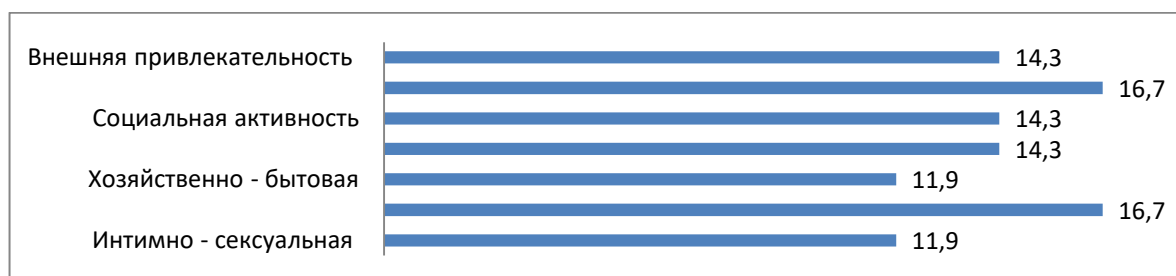 Внешняя привлекательность 14,3
16,7
Социальная активность 14,3
14,3
Хозяйственно - бытовая 11,9
16,7
Интимно - сексуальная 11,9